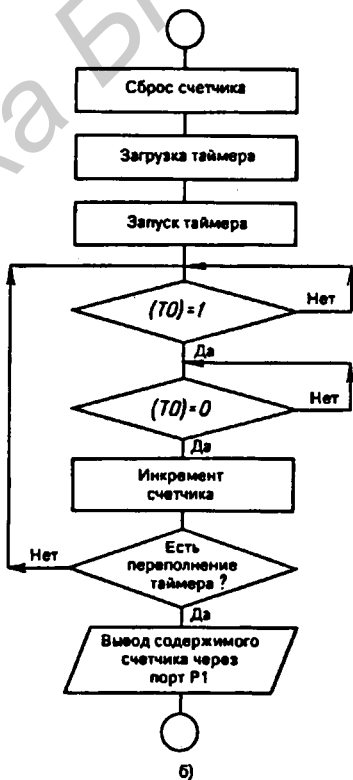 ка Б
Сброс счетчика
Загрузка таймера
Запуск таймера
(T0)=1
Нет
Да
(T0)=0
Нет
Да
Инкремент
счетчика
Есть
переполнение
таймера ?
Нет
Да
Вывод содержимого
счетчика через
порт P1
б)